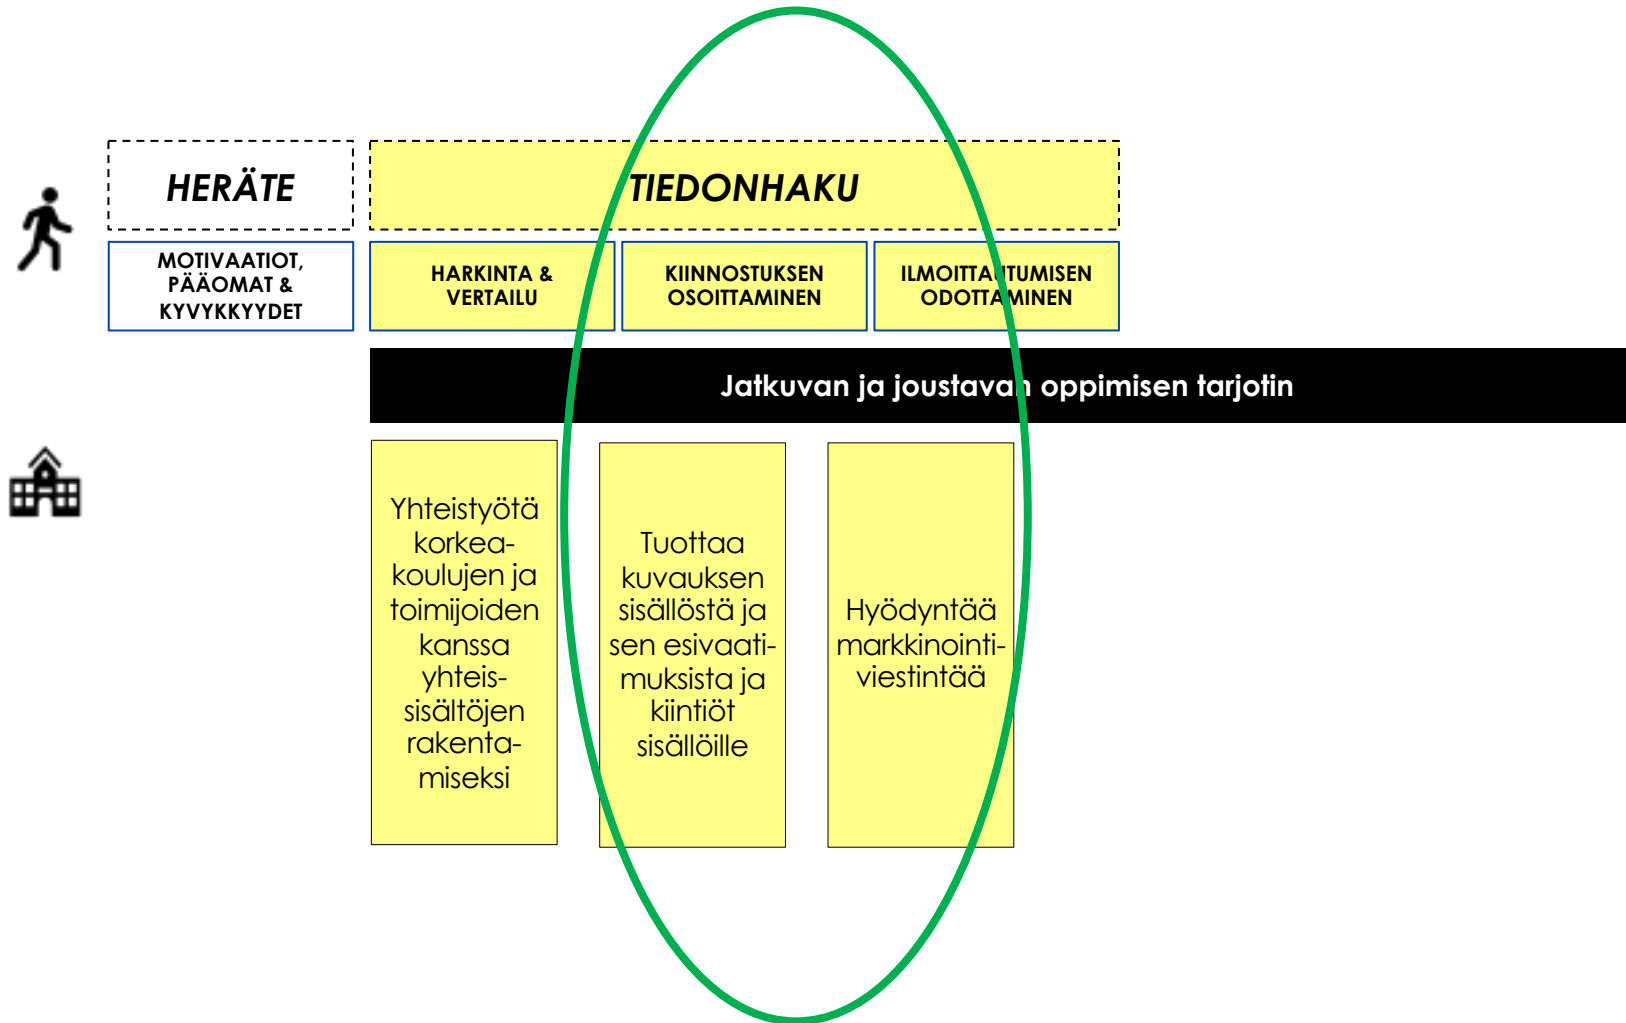 HERÄTE
TIEDONHAKU
MOTIVAATIOT,
PÄÄOMAT &
KYVYKKYYDET
HARKINTA &
VERTAILU
KIINNOSTUKSEN
OSOITTAMINEN
ILMOITTAUTUMISEN
ODOTTAMINEN
Jatkuvan ja joustavan oppimisen tarjotin
Yhteistyötä
korkea-
koulujen ja
toimijoiden
kanssa
yhteis-
sisältöjen
rakenta-
miseksi
Tuottaa
kuvauksen
sisällöstä ja
sen esivaati-
muksista ja
kiintiöt
sisällöille
Hyödyntää
markkinointi-
viestintää